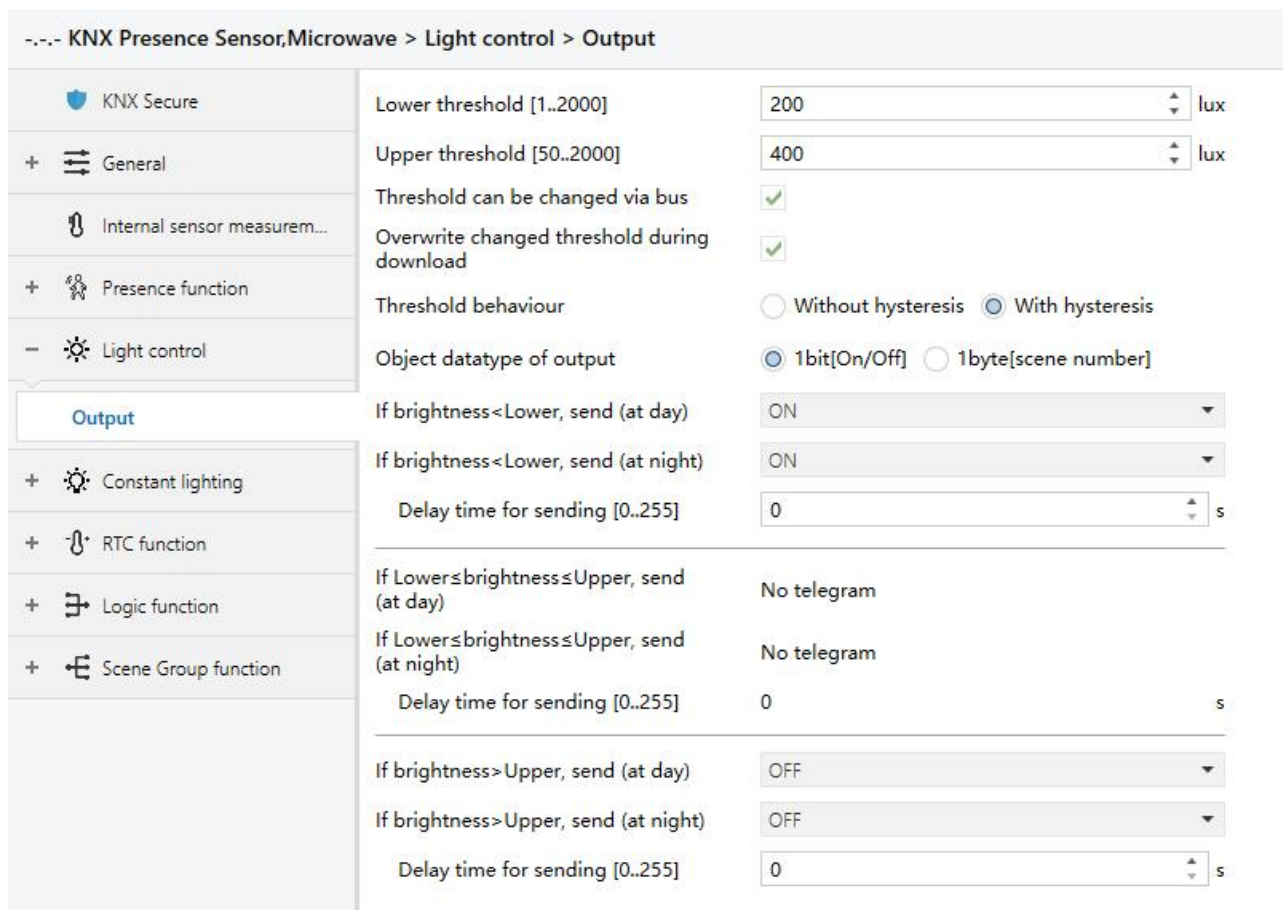 -.-.- KNX Presence Sensor,Microwave > Light control > Output
KNX Secure
+ General
Internal sensor measurem...
+ Presence function
− Light control
Output
+ Constant lighting
+ RTC function
+ Logic function
+ Scene Group function
Lower threshold [1..2000] 200 lux
Upper threshold [50..2000] 400 lux
Threshold can be changed via bus
Overwrite changed threshold during
download
Threshold behaviour Without hysteresis With hysteresis
Object datatype of output 1bit[On/Off] 1byte[scene number]
If brightness<Lower, send (at day) ON
If brightness<Lower, send (at night) ON
Delay time for sending [0..255] 0 s
If Lower≤brightness≤Upper, send
(at day) No telegram
If Lower≤brightness≤Upper, send
(at night) No telegram
Delay time for sending [0..255] 0 s
If brightness>Upper, send (at day) OFF
If brightness>Upper, send (at night) OFF
Delay time for sending [0..255] 0 s